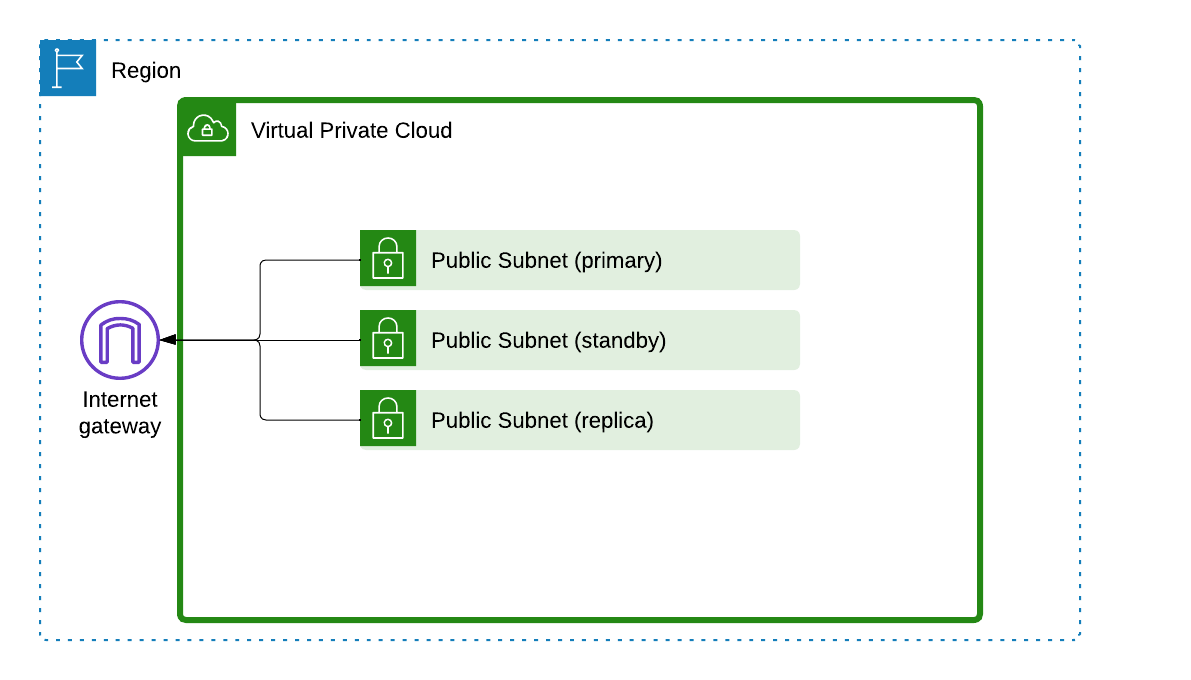 Region
Virtual Private Cloud
Public Subnet (primary)
Public Subnet (standby)
Public Subnet (replica)
Internet
gateway